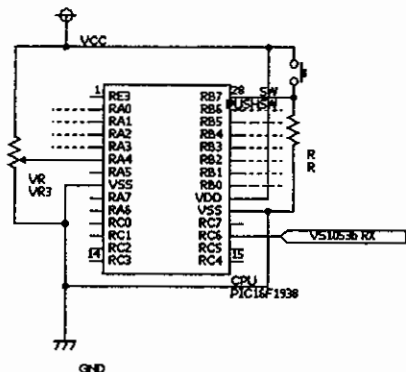 VCC
1 28 SW
RE3 RB7 PUSHSW
RA0 RB6
RA1 RB5
RA2 RB4
RA3 RB3
RA4 RB2
RA5 RB1
VSS RB0
RA7 VDD
RA6 VSS
RC0 RC7
RC1 RC6
RC2 RC5
14 RC3 RC4 15
VR
VR3
R
R
VS1053b RX
CPU
PIC16F1938
GND